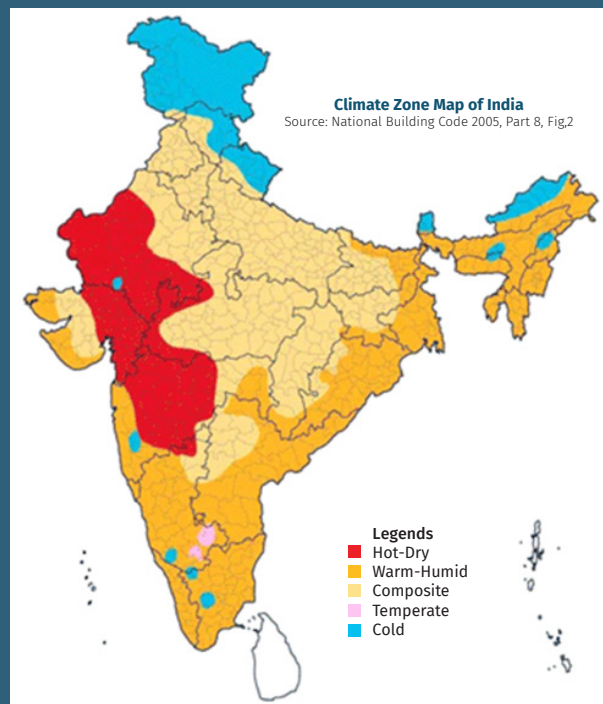 Climate Zone Map of India
Source: National Building Code 2005, Part 8, Fig,2
Legends
Hot-Dry
Warm-Humid
Composite
Temperate
Cold